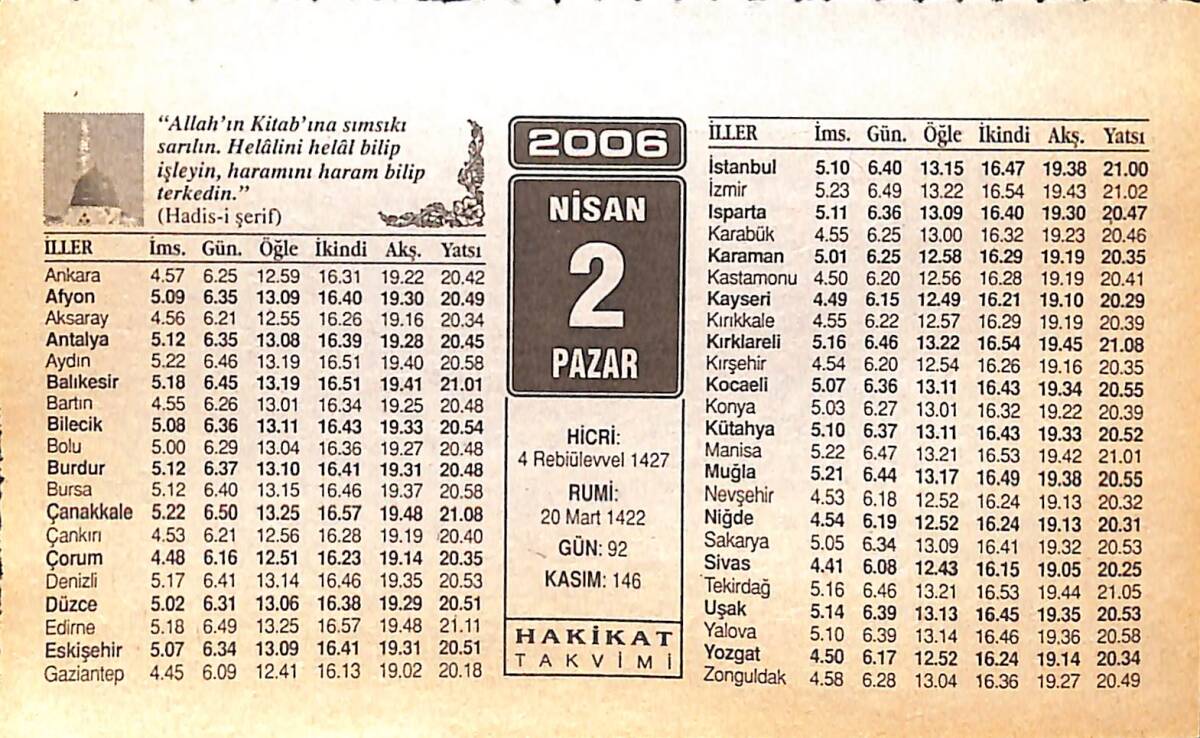 “Allah’ın Kitab’ına sımsıkı
sarılın. Helâlini helâl bilip
işleyin, haramını haram bilip
terkedin.”
(Hadis-i şerif)
İLLER İms. Gün. Öğle İkindi Akş. Yatsı
Ankara 4.57 6.25 12.59 16.31 19.22 20.42
Afyon 5.09 6.35 13.09 16.40 19.30 20.49
Aksaray 4.56 6.21 12.55 16.26 19.16 20.34
Antalya 5.12 6.35 13.08 16.39 19.28 20.45
Aydın 5.22 6.46 13.19 16.51 19.40 20.58
Balıkesir 5.18 6.45 13.19 16.51 19.41 21.01
Bartın 4.55 6.26 13.01 16.34 19.25 20.48
Bilecik 5.08 6.36 13.11 16.43 19.33 20.54
Bolu 5.00 6.29 13.04 16.36 19.27 20.48
Burdur 5.12 6.37 13.10 16.41 19.31 20.48
Bursa 5.12 6.40 13.15 16.46 19.37 20.58
Çanakkale 5.22 6.50 13.25 16.57 19.48 21.08
Çankırı 4.53 6.21 12.56 16.28 19.19 20.40
Çorum 4.48 6.16 12.51 16.23 19.14 20.35
Denizli 5.17 6.41 13.14 16.46 19.35 20.53
Düzce 5.02 6.31 13.06 16.38 19.29 20.51
Edirne 5.18 6.49 13.25 16.57 19.48 21.11
Eskişehir 5.07 6.34 13.09 16.41 19.31 20.51
Gaziantep 4.45 6.09 12.41 16.13 19.02 20.18
2006
NİSAN
2
PAZAR
HİCRİ:
4 Rebiülevvel 1427
RUMİ:
20 Mart 1422
GÜN: 92
KASIM: 146
HAKİKAT
TAKVİMİ
İLLER İms. Gün. Öğle İkindi Akş. Yatsı
İstanbul 5.10 6.40 13.15 16.47 19.38 21.00
İzmir 5.23 6.49 13.22 16.54 19.43 21.02
Isparta 5.11 6.36 13.09 16.40 19.30 20.47
Karabük 4.55 6.25 13.00 16.32 19.23 20.46
Karaman 5.01 6.25 12.58 16.29 19.19 20.35
Kastamonu 4.50 6.20 12.56 16.28 19.19 20.41
Kayseri 4.49 6.15 12.49 16.21 19.10 20.29
Kırıkkale 4.55 6.22 12.57 16.29 19.19 20.39
Kırklareli 5.16 6.46 13.22 16.54 19.45 21.08
Kırşehir 4.54 6.20 12.54 16.26 19.16 20.35
Kocaeli 5.07 6.36 13.11 16.43 19.34 20.55
Konya 5.03 6.27 13.01 16.32 19.22 20.39
Kütahya 5.10 6.37 13.11 16.43 19.33 20.52
Manisa 5.22 6.47 13.21 16.53 19.42 21.01
Muğla 5.21 6.44 13.17 16.49 19.38 20.55
Nevşehir 4.53 6.18 12.52 16.24 19.13 20.32
Niğde 4.54 6.19 12.52 16.24 19.13 20.31
Sakarya 5.05 6.34 13.09 16.41 19.32 20.53
Sivas 4.41 6.08 12.43 16.15 19.05 20.25
Tekirdağ 5.16 6.46 13.21 16.53 19.44 21.05
Uşak 5.14 6.39 13.13 16.45 19.35 20.53
Yalova 5.10 6.39 13.14 16.46 19.36 20.58
Yozgat 4.50 6.17 12.52 16.24 19.14 20.34
Zonguldak 4.58 6.28 13.04 16.36 19.27 20.49